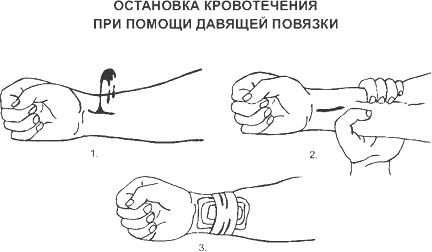 ОСТАНОВКА КРОВОТЕЧЕНИЯ
ПРИ ПОМОЩИ ДАВЯЩЕЙ ПОВЯЗКИ
1.
2.
3.